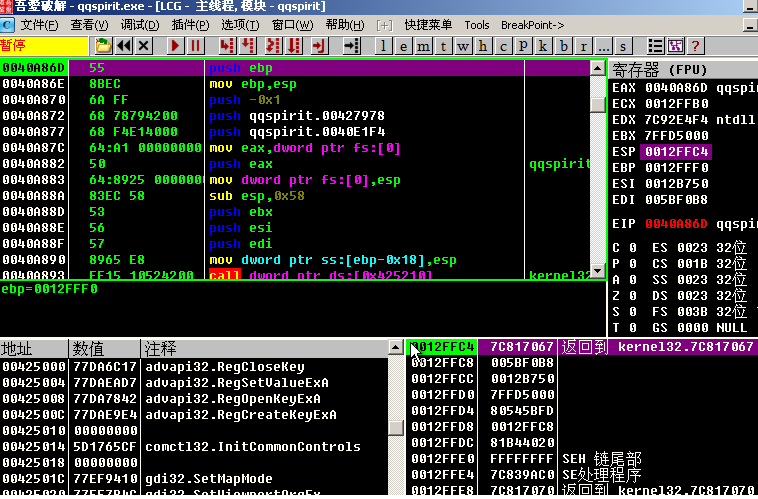 吾爱破解 - qqspirit.exe - [LCG - 主线程, 模块 - qqspirit]
文件(F) 查看(V) 调试(D) 插件(P) 选项(T) 窗口(W) 帮助(H) [+] 快捷菜单 Tools BreakPoint->
暂停 l e m t w h c p k b r ... s ?
0040A86D 55 push ebp
0040A86E 8BEC mov ebp,esp
0040A870 6A FF push -0x1
0040A872 68 78794200 push qqspirit.00427978
0040A877 68 F4E14000 push qqspirit.0040E1F4
0040A87C 64:A1 00000000 mov eax,dword ptr fs:[0]
0040A882 50 push eax qqspirit
0040A883 64:8925 0000000 mov dword ptr fs:[0],esp
0040A88A 83EC 58 sub esp,0x58
0040A88D 53 push ebx
0040A88E 56 push esi
0040A88F 57 push edi
0040A890 8965 E8 mov dword ptr ss:[ebp-0x18],esp
0040A893 FF15 10524200 call dword ptr ds:[0x425210] kernel32
ebp=0012FFF0
寄存器 (FPU)
EAX 0040A86D qqspiri
ECX 0012FFB0
EDX 7C92E4F4 ntdll
EBX 7FFD5000
ESP 0012FFC4
EBP 0012FFF0
ESI 0012B750
EDI 005BF0B8
EIP 0040A86D qqspiri
C 0 ES 0023 32位
P 0 CS 001B 32位
A 0 SS 0023 32位
Z 0 DS 0023 32位
S 0 FS 003B 32位
T 0 GS 0000 NULL
地址 数值 注释
00425000 77DA6C17 advapi32.RegCloseKey
00425004 77DAEAD7 advapi32.RegSetValueExA
00425008 77DA7842 advapi32.RegOpenKeyExA
0042500C 77DAE9E4 advapi32.RegCreateKeyExA
00425010 00000000
00425014 5D1765CF comctl32.InitCommonControls
00425018 00000000
0042501C 77EF9410 gdi32.SetMapMode
00425020 gdi32.SetViewportOrgEx
0012FFC4 7C817067 返回到 kernel32.7C817067
0012FFC8 005BF0B8
0012FFCC 0012B750
0012FFD0 7FFD5000
0012FFD4 80545BFD
0012FFD8 0012FFC8
0012FFDC 81B44020
0012FFE0 FFFFFFFF SEH 链尾部
0012FFE4 7C839AC0 SE处理程序
0012FFE8 7C817070 返回到 kernel32.7C817070